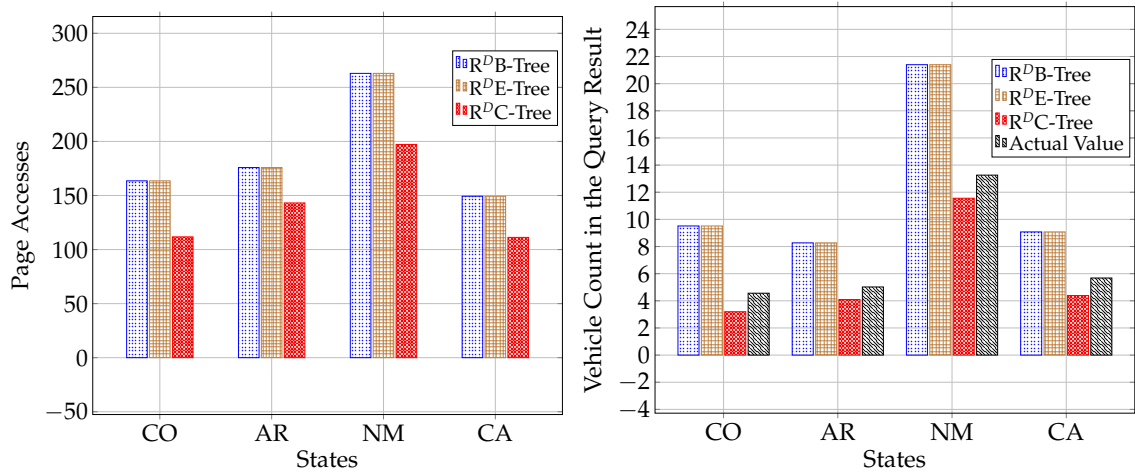 Page Accesses
300
250
200
150
100
50
0
−50
R^D B-Tree
R^D E-Tree
R^D C-Tree
CO AR NM CA
States
Vehicle Count in the Query Result
24
22
20
18
16
14
12
10
8
6
4
2
0
−2
−4
R^D B-Tree
R^D E-Tree
R^D C-Tree
Actual Value
CO AR NM CA
States